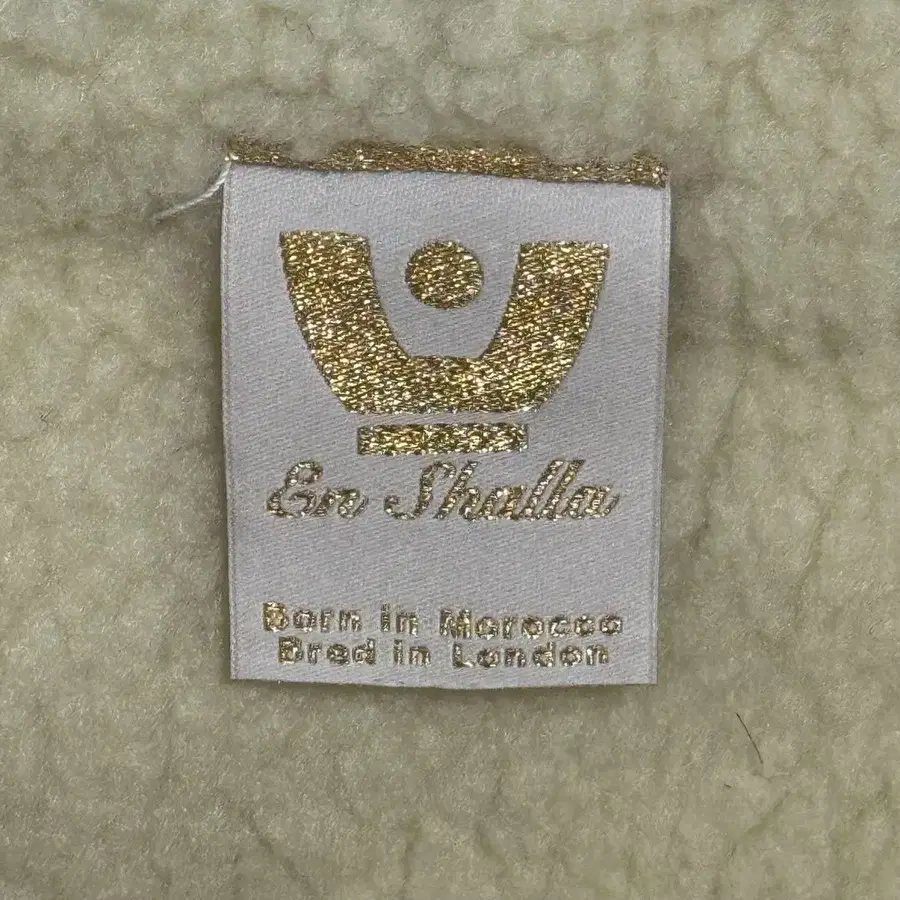 En Shalla
Born in Morocco
Bred in London